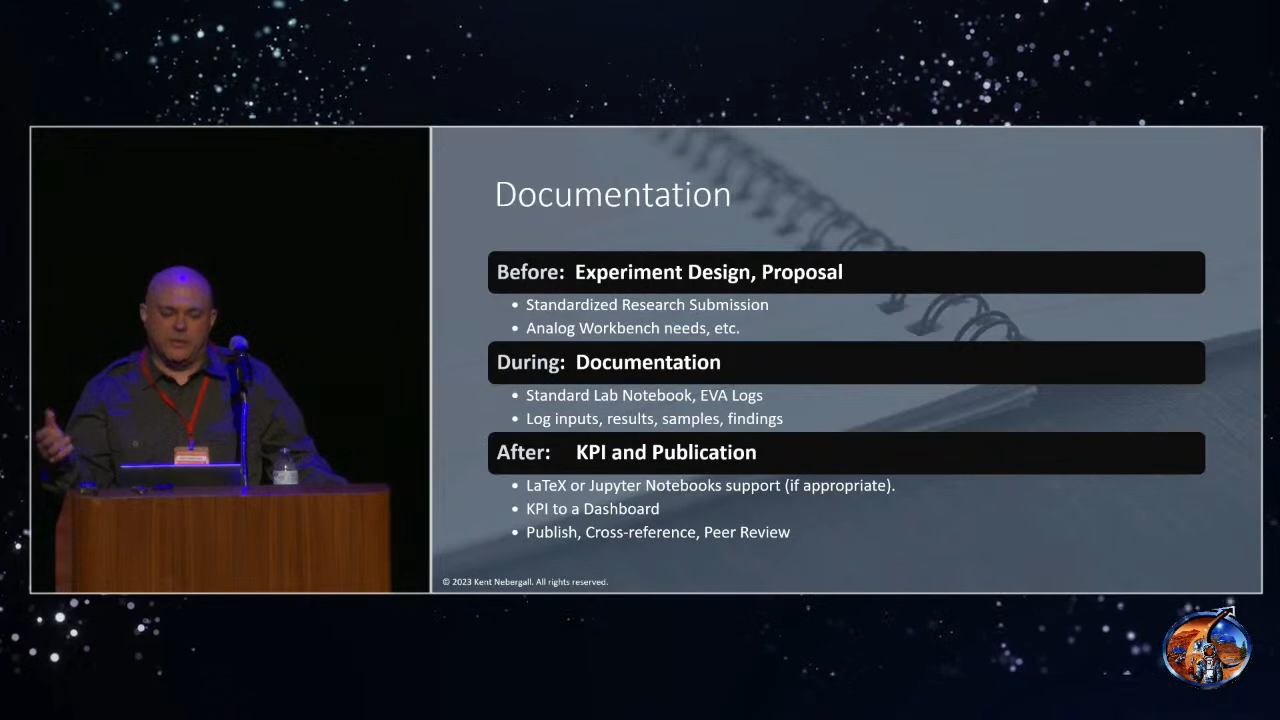 Documentation
Before: Experiment Design, Proposal
• Standardized Research Submission
• Analog Workbench needs, etc.
During: Documentation
• Standard Lab Notebook, EVA Logs
• Log inputs, results, samples, findings
After: KPI and Publication
• LaTeX or Jupyter Notebooks support (if appropriate).
• KPI to a Dashboard
• Publish, Cross-reference, Peer Review
© 2023 Kent Nebergall. All rights reserved.